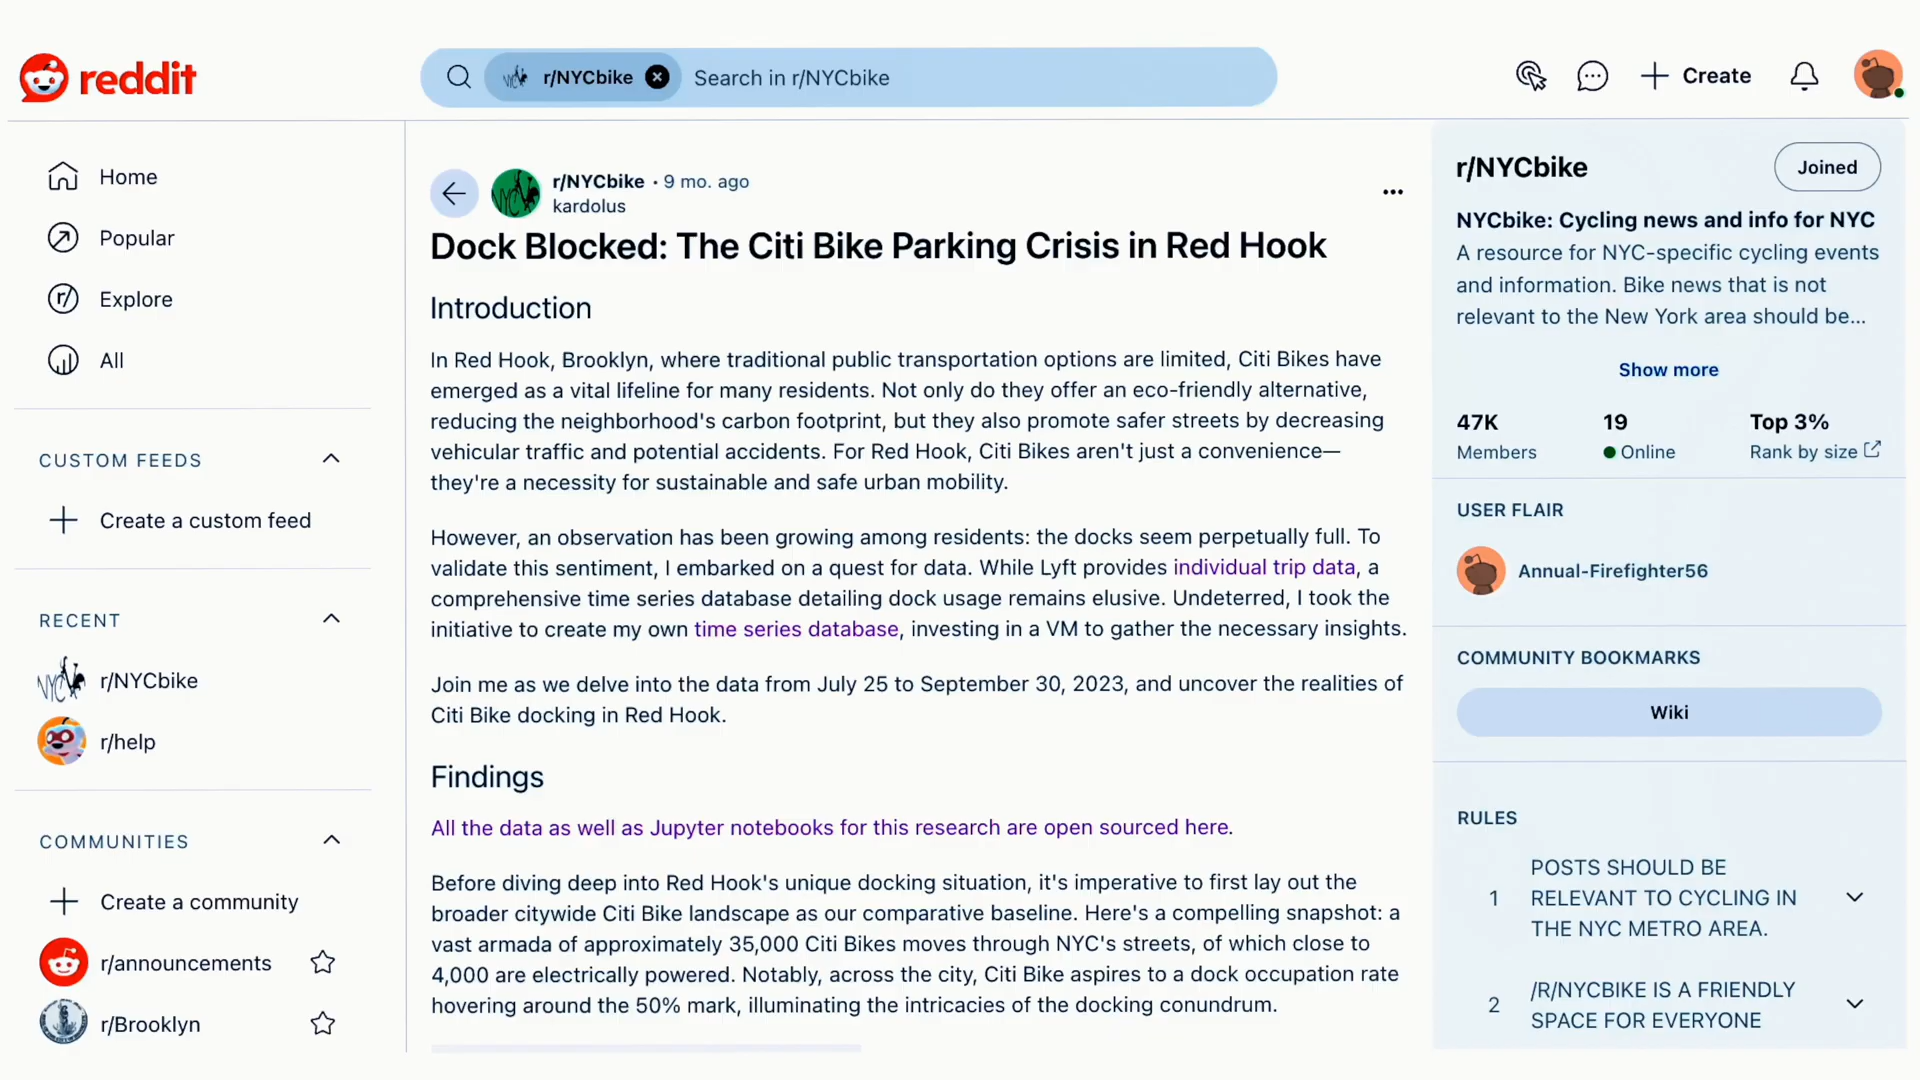 reddit
r/NYCbike
Search in r/NYCbike
Create
Home
Popular
Explore
All
CUSTOM FEEDS
Create a custom feed
RECENT
r/NYCbike
r/help
COMMUNITIES
Create a community
r/announcements
r/Brooklyn
r/NYCbike • 9 mo. ago
kardolus
Dock Blocked: The Citi Bike Parking Crisis in Red Hook
Introduction
In Red Hook, Brooklyn, where traditional public transportation options are limited, Citi Bikes have
emerged as a vital lifeline for many residents. Not only do they offer an eco-friendly alternative,
reducing the neighborhood's carbon footprint, but they also promote safer streets by decreasing
vehicular traffic and potential accidents. For Red Hook, Citi Bikes aren't just a convenience—
they're a necessity for sustainable and safe urban mobility.
However, an observation has been growing among residents: the docks seem perpetually full. To
validate this sentiment, I embarked on a quest for data. While Lyft provides individual trip data, a
comprehensive time series database detailing dock usage remains elusive. Undeterred, I took the
initiative to create my own time series database, investing in a VM to gather the necessary insights.
Join me as we delve into the data from July 25 to September 30, 2023, and uncover the realities of
Citi Bike docking in Red Hook.
Findings
All the data as well as Jupyter notebooks for this research are open sourced here.
Before diving deep into Red Hook's unique docking situation, it's imperative to first lay out the
broader citywide Citi Bike landscape as our comparative baseline. Here's a compelling snapshot: a
vast armada of approximately 35,000 Citi Bikes moves through NYC's streets, of which close to
4,000 are electrically powered. Notably, across the city, Citi Bike aspires to a dock occupation rate
hovering around the 50% mark, illuminating the intricacies of the docking conundrum.
r/NYCbike
Joined
NYCbike: Cycling news and info for NYC
A resource for NYC-specific cycling events
and information. Bike news that is not
relevant to the New York area should be...
Show more
47K 19 Top 3%
Members Online Rank by size
USER FLAIR
Annual-Firefighter56
COMMUNITY BOOKMARKS
Wiki
RULES
1 POSTS SHOULD BE
RELEVANT TO CYCLING IN
THE NYC METRO AREA.
2 /R/NYCBIKE IS A FRIENDLY
SPACE FOR EVERYONE